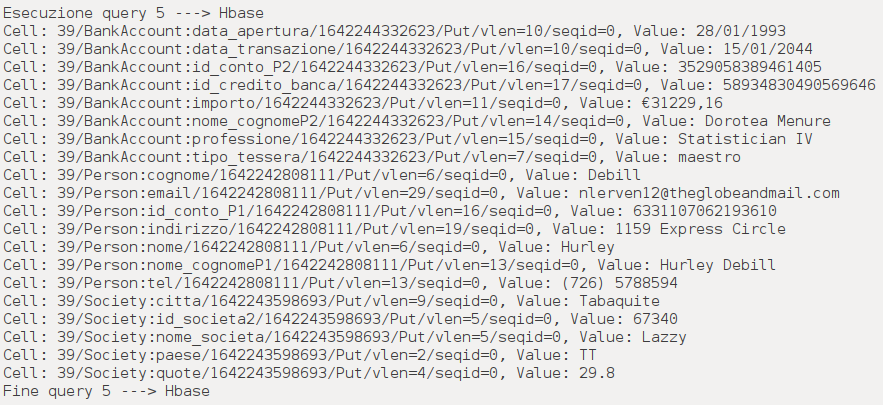 Esecuzione query 5 ---> Hbase
Cell: 39/BankAccount:data_apertura/1642244332623/Put/vlen=10/seqid=0, Value: 28/01/1993
Cell: 39/BankAccount:data_transazione/1642244332623/Put/vlen=10/seqid=0, Value: 15/01/2044
Cell: 39/BankAccount:id_conto_P2/1642244332623/Put/vlen=16/seqid=0, Value: 3529058389461405
Cell: 39/BankAccount:id_credito_banca/1642244332623/Put/vlen=17/seqid=0, Value: 58934830490569646
Cell: 39/BankAccount:importo/1642244332623/Put/vlen=11/seqid=0, Value: €31229,16
Cell: 39/BankAccount:nome_cognomeP2/1642244332623/Put/vlen=14/seqid=0, Value: Dorotea Menure
Cell: 39/BankAccount:professione/1642244332623/Put/vlen=15/seqid=0, Value: Statistician IV
Cell: 39/BankAccount:tipo_tessera/1642244332623/Put/vlen=7/seqid=0, Value: maestro
Cell: 39/Person:cognome/1642242808111/Put/vlen=6/seqid=0, Value: Debill
Cell: 39/Person:email/1642242808111/Put/vlen=29/seqid=0, Value: nlerven12@theglobeandmail.com
Cell: 39/Person:id_conto_P1/1642242808111/Put/vlen=16/seqid=0, Value: 6331107062193610
Cell: 39/Person:indirizzo/1642242808111/Put/vlen=19/seqid=0, Value: 1159 Express Circle
Cell: 39/Person:nome/1642242808111/Put/vlen=6/seqid=0, Value: Hurley
Cell: 39/Person:nome_cognomeP1/1642242808111/Put/vlen=13/seqid=0, Value: Hurley Debill
Cell: 39/Person:tel/1642242808111/Put/vlen=13/seqid=0, Value: (726) 5788594
Cell: 39/Society:citta/1642243598693/Put/vlen=9/seqid=0, Value: Tabaquite
Cell: 39/Society:id_societa2/1642243598693/Put/vlen=5/seqid=0, Value: 67340
Cell: 39/Society:nome_societa/1642243598693/Put/vlen=5/seqid=0, Value: Lazzy
Cell: 39/Society:paese/1642243598693/Put/vlen=2/seqid=0, Value: TT
Cell: 39/Society:quote/1642243598693/Put/vlen=4/seqid=0, Value: 29.8
Fine query 5 ---> Hbase